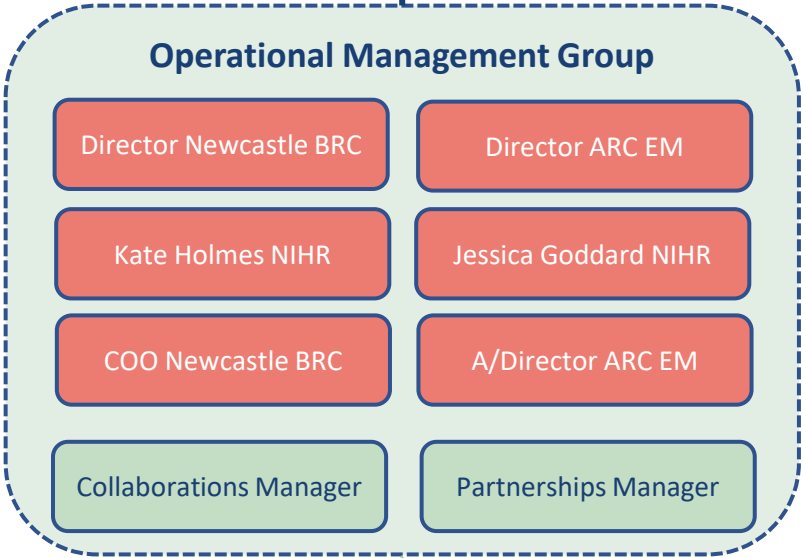 Operational Management Group
Director Newcastle BRC
Director ARC EM
Kate Holmes NIHR
Jessica Goddard NIHR
COO Newcastle BRC
A/Director ARC EM
Collaborations Manager
Partnerships Manager